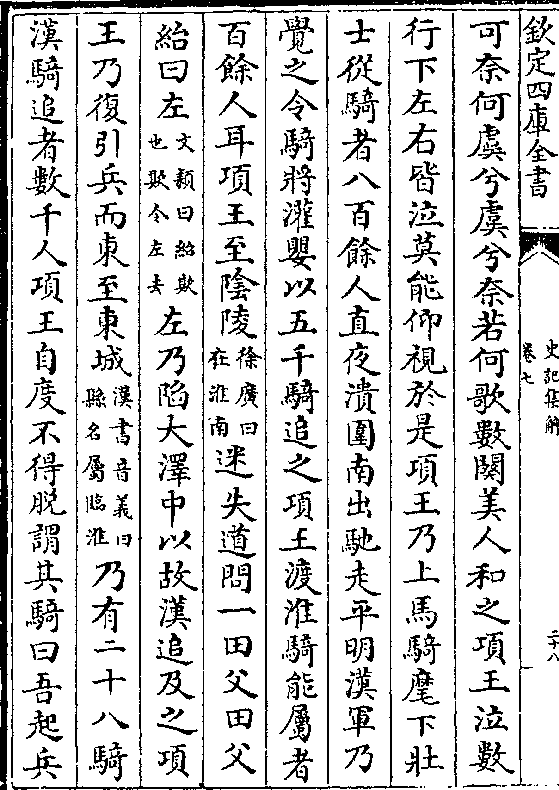 欽定四庫全書
史記集解
卷七
二十八
可奈何虞兮虞兮奈若何歌數闋美人和之項王泣數
行下左右皆泣莫能仰視於是項王乃上馬騎麾下壯
士從騎者八百餘人直夜潰圍南出馳走平明漢軍乃
覺之令騎將灌嬰以五千騎追之項王渡淮騎能屬者
百餘人耳項王至陰陵徐廣曰在淮南迷失道問一田父田父
紿曰左文穎曰紿欺也欺令左去左乃陷大澤中以故漢追及之項
王乃復引兵而東至東城漢書音義曰縣名屬臨淮乃有二十八騎
漢騎追者數千人項王自度不得脫謂其騎曰吾起兵